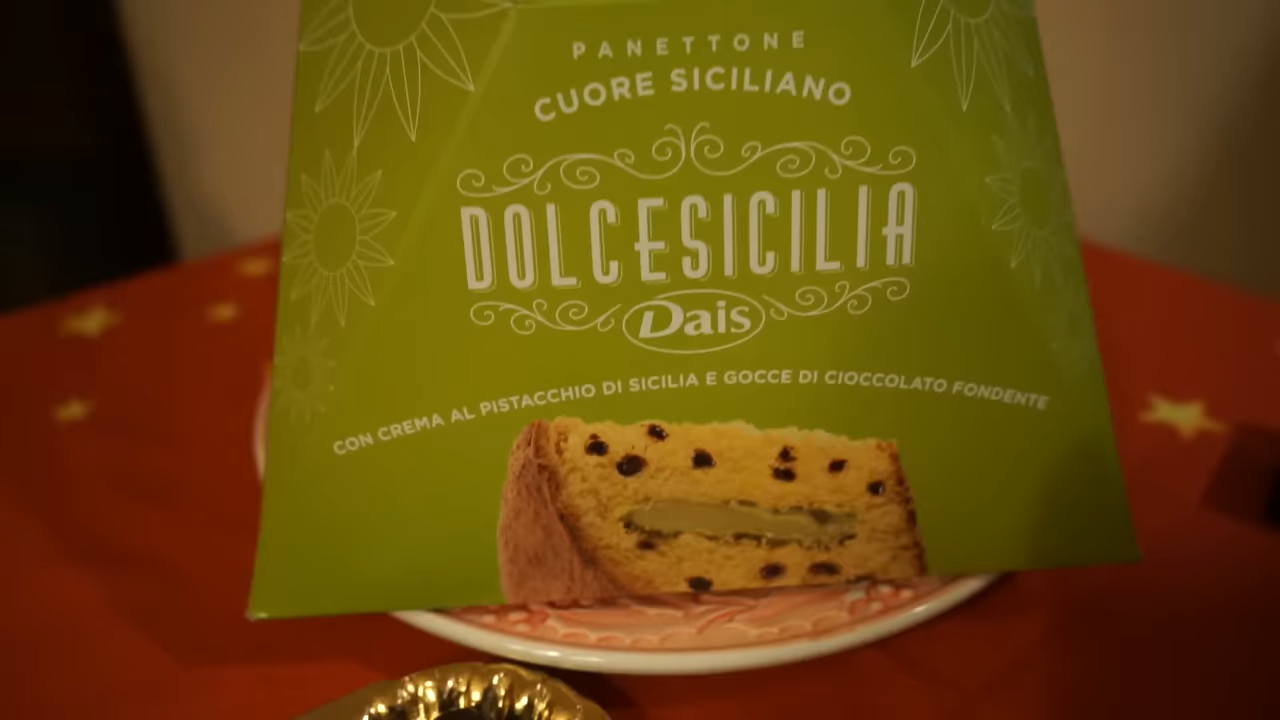 PANETTONE
CUORE SICILIANO
DOLCESICILIA
Dais
CON CREMA AL PISTACCHIO DI SICILIA E GOCCE DI CIOCCOLATO FONDENTE